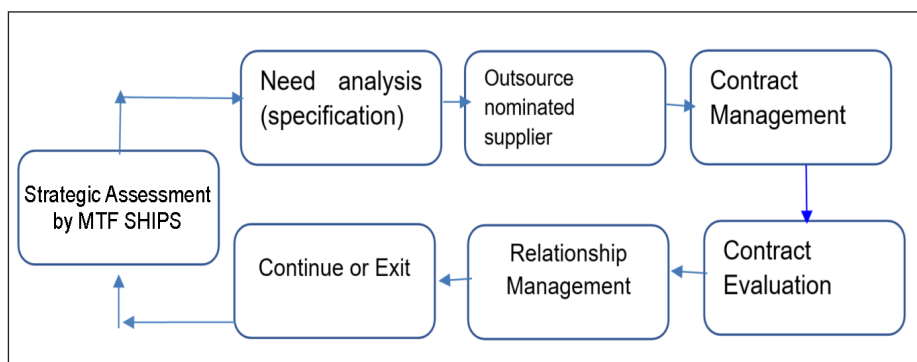 Need analysis
(specification)
Outsource
nominated
supplier
Contract
Management
Strategic Assessment
by MTF SHIPS
Continue or Exit
Relationship
Management
Contract
Evaluation